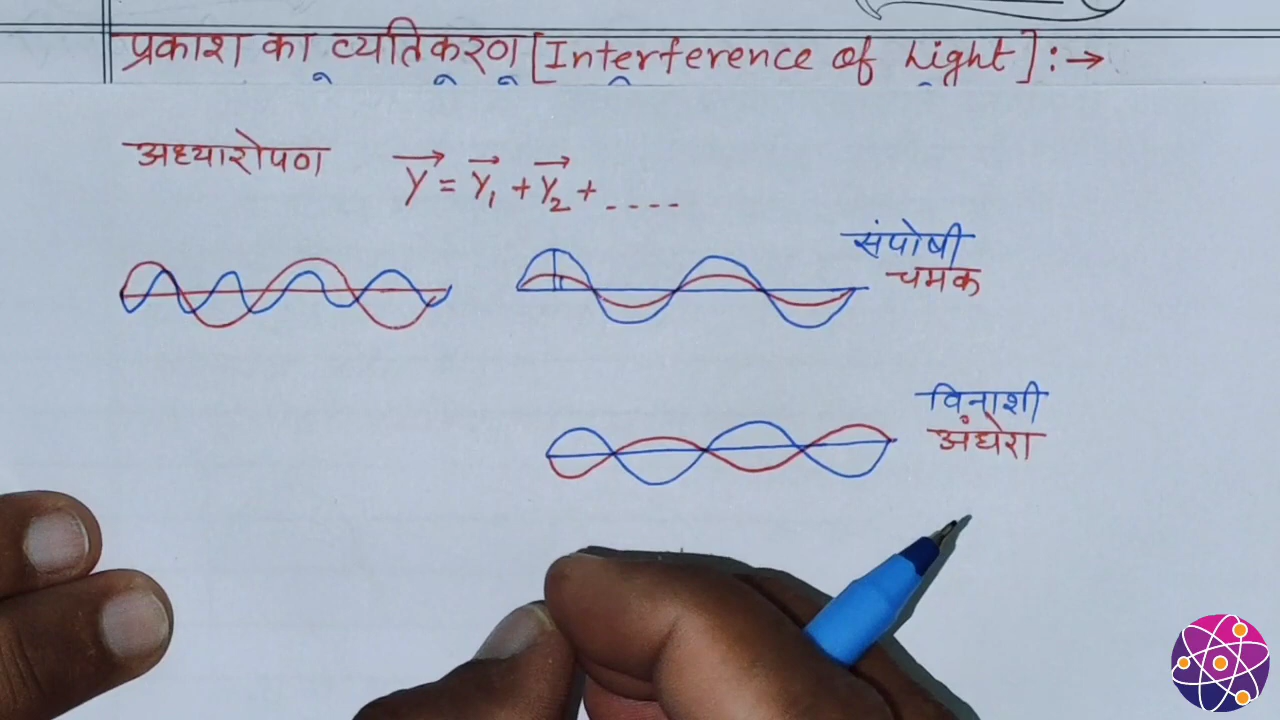 प्रकाश का व्यतिकरण [Interference of Light] :→
अध्यारोपण Y⃗ = Y⃗₁ + Y⃗₂ + ....
संपोषी
चमक
विनाशी
अंधेरा